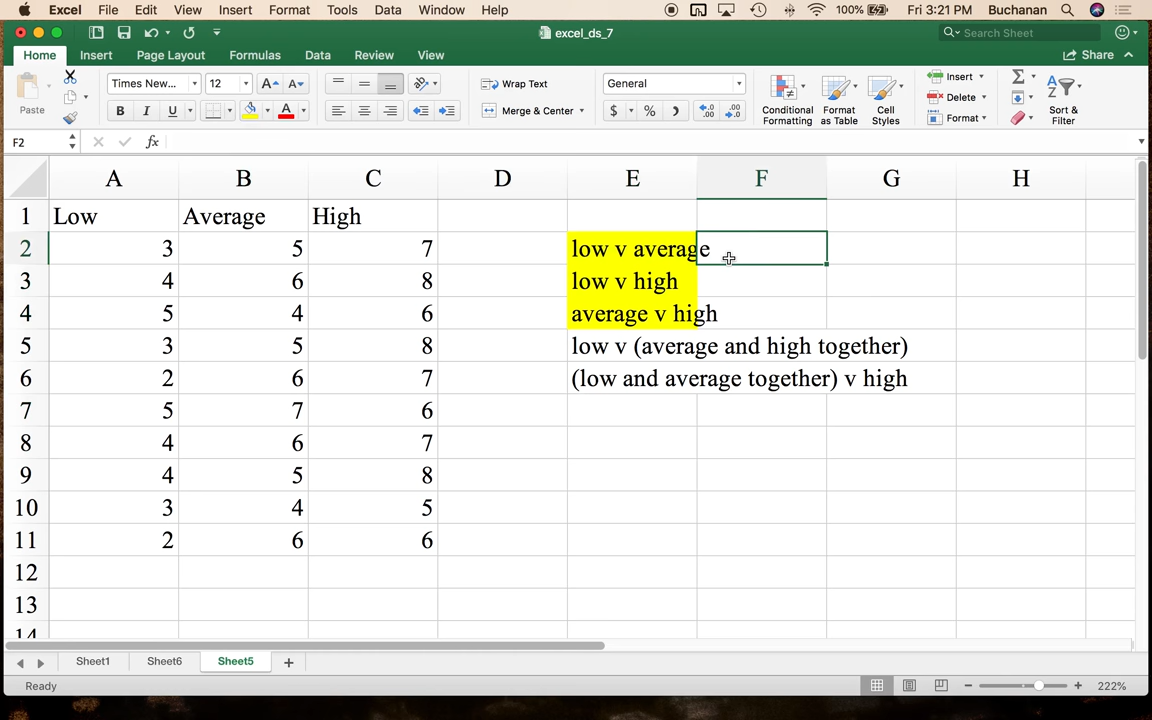 Excel File Edit View Insert Format Tools Data Window Help 100% Fri 3:21 PM Buchanan
excel_ds_7 Search Sheet
Home Insert Page Layout Formulas Data Review View Share
Paste Times New... 12 A A Wrap Text General Insert
B I U A Merge & Center $ % Conditional Formatting Format as Table Cell Styles Delete Format Sort & Filter
F2 fx
A B C D E F G H
1 Low Average High
2 3 5 7 low v average
3 4 6 8 low v high
4 5 4 6 average v high
5 3 5 8 low v (average and high together)
6 2 6 7 (low and average together) v high
7 5 7 6
8 4 6 7
9 4 5 8
10 3 4 5
11 2 6 6
12
13
14
Sheet1 Sheet6 Sheet5 +
Ready 222%